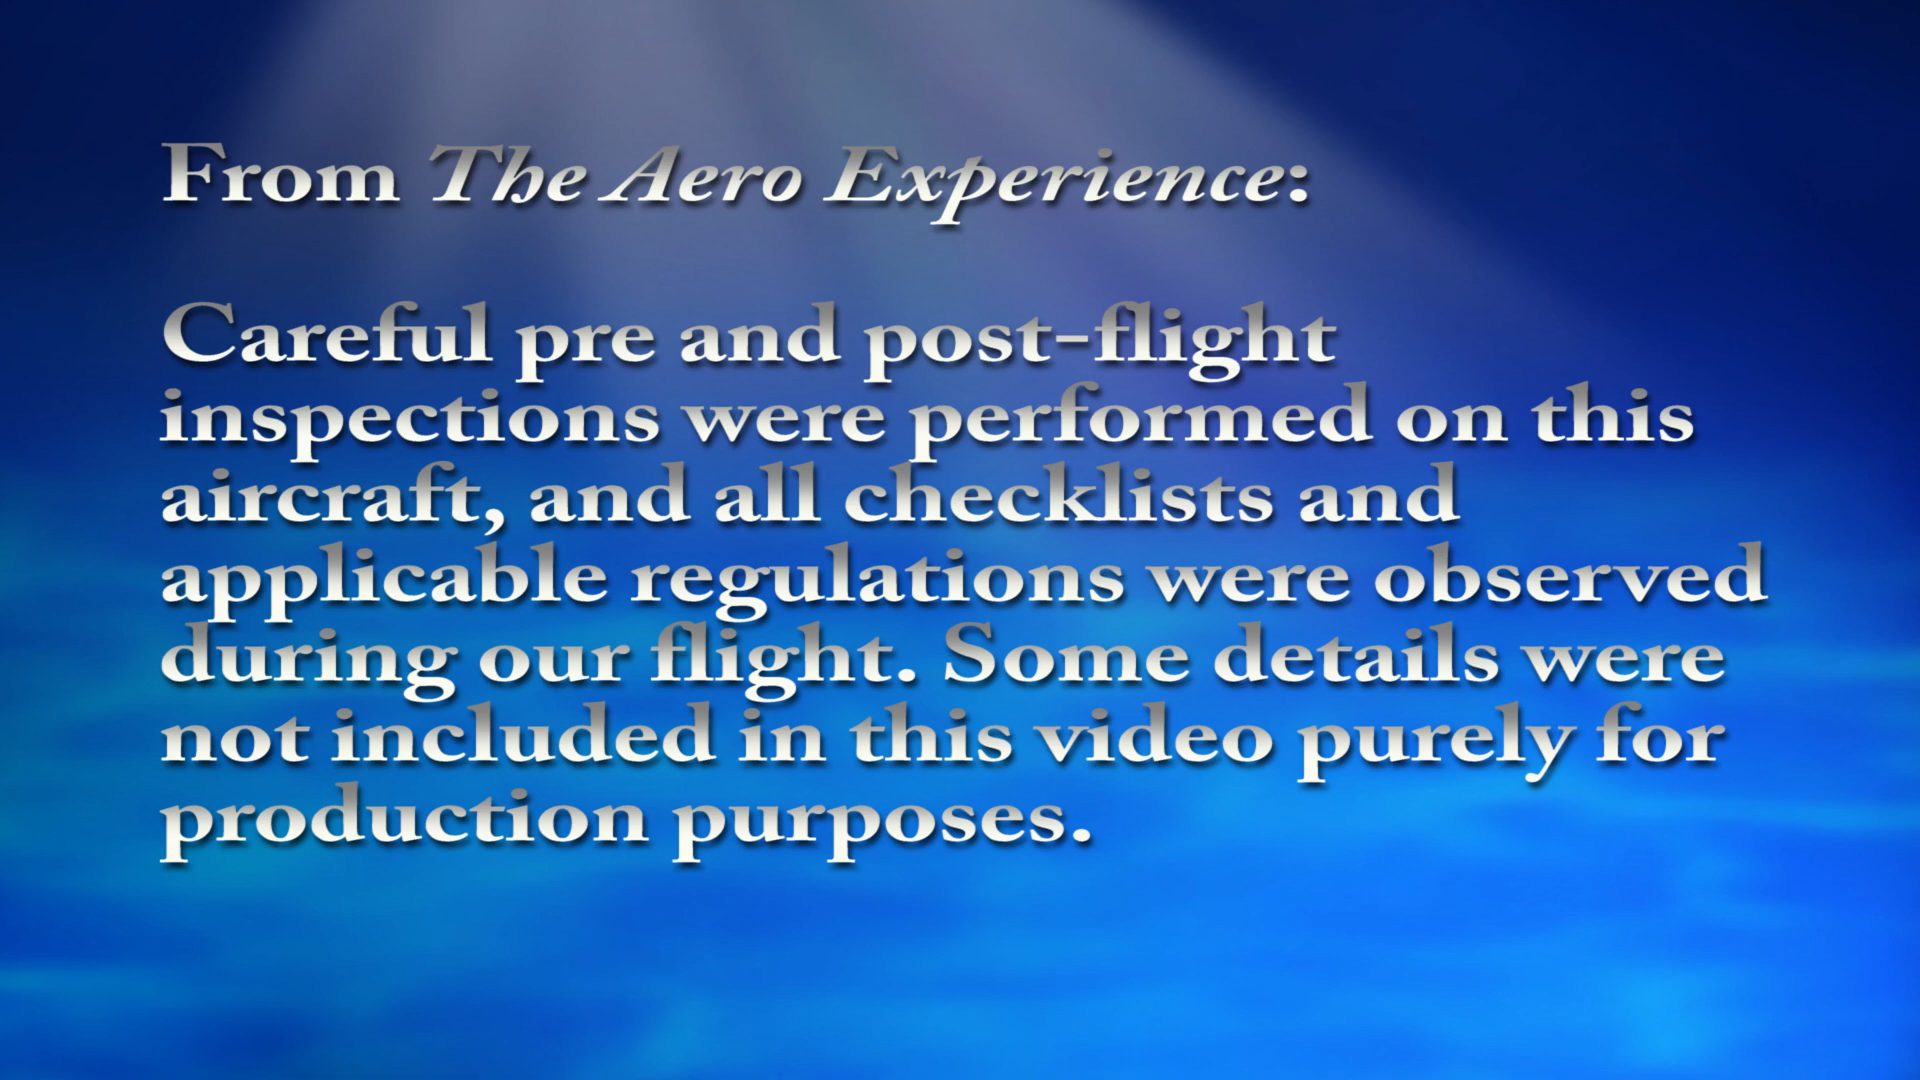 From The Aero Experience:
Careful pre and post-flight
inspections were performed on this
aircraft, and all checklists and
applicable regulations were observed
during our flight. Some details were
not included in this video purely for
production purposes.